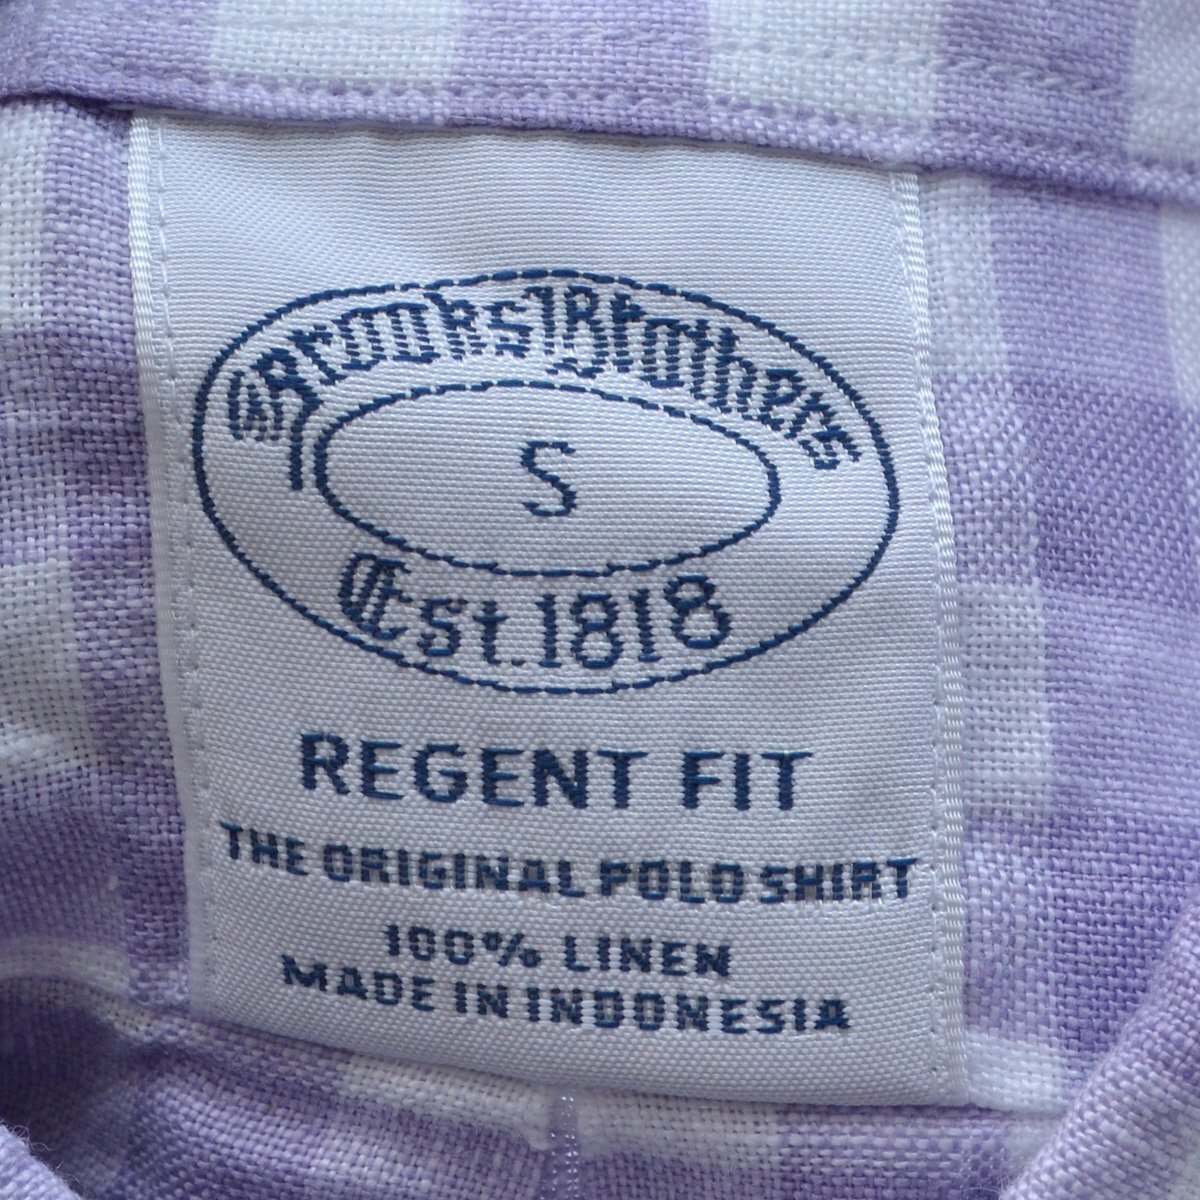 Brooks Brothers
S
Est. 1818
REGENT FIT
THE ORIGINAL POLO SHIRT
100% LINEN
MADE IN INDONESIA